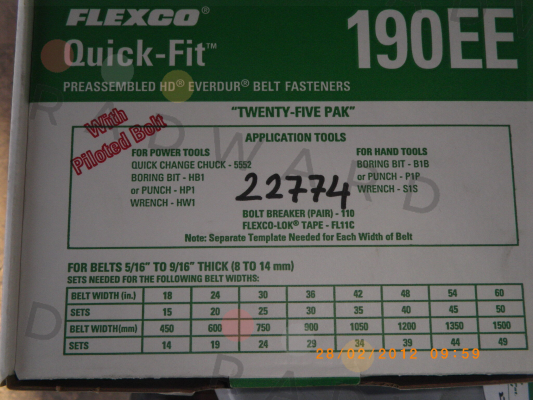 FLEXCO®
Quick-Fit™
190EE
PREASSEMBLED HD® EVERDUR® BELT FASTENERS
"TWENTY-FIVE PAK"
With
Piloted Bolt
APPLICATION TOOLS
FOR POWER TOOLS
QUICK CHANGE CHUCK - 5552
BORING BIT - HB1
or PUNCH - HP1
WRENCH - HW1
FOR HAND TOOLS
BORING BIT - B1B
or PUNCH - P1P
WRENCH - S1S
22774
BOLT BREAKER (PAIR) - 110
FLEXCO-LOK® TAPE - FL11C
Note: Separate Template Needed for Each Width of Belt
FOR BELTS 5/16" TO 9/16" THICK (8 TO 14 mm)
SETS NEEDED FOR THE FOLLOWING BELT WIDTHS:
BELT WIDTH (in.) 18 24 30 36 42 48 54 60
SETS 15 20 25 30 35 40 45 50
BELT WIDTH(mm) 450 600 750 900 1050 1200 1350 1500
SETS 14 19 24 29 34 39 44 49
28/02/2012 09:59
RADWARD
RADWARD